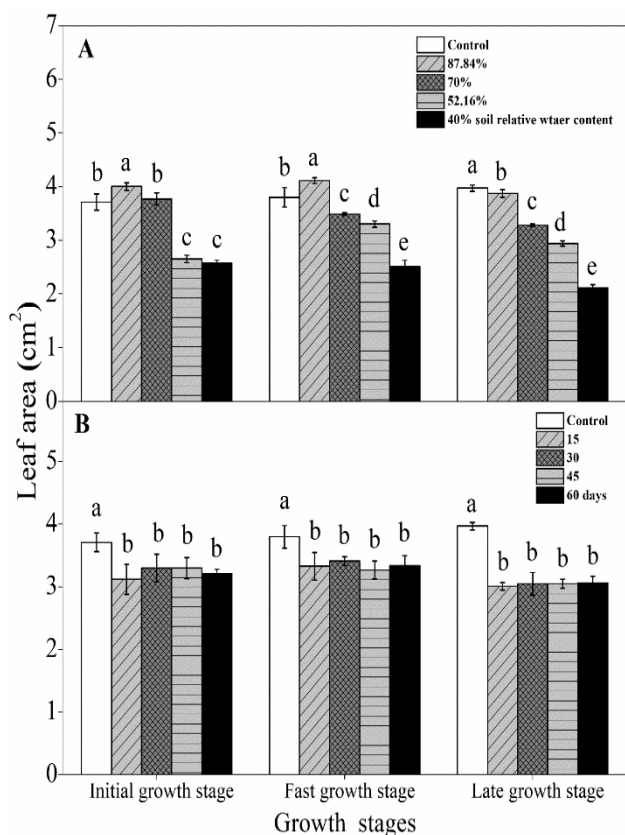 A
7
6
5
4
3
2
1
0
Control
87.84%
70%
52.16%
40% soil relative wtaer content
b a b c c
b a c d e
a b c d e
Leaf area (cm²)
B
5
4
3
2
1
0
Control
15
30
45
60 days
a b b b b
a b b b b
a b b b b
Initial growth stage Fast growth stage Late growth stage
Growth stages